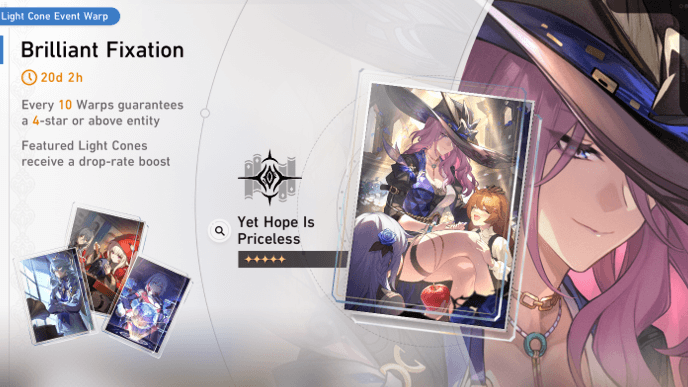 Light Cone Event Warp
Brilliant Fixation
20d 2h
Every 10 Warps guarantees
a 4-star or above entity
Featured Light Cones
receive a drop-rate boost
Yet Hope Is
Priceless